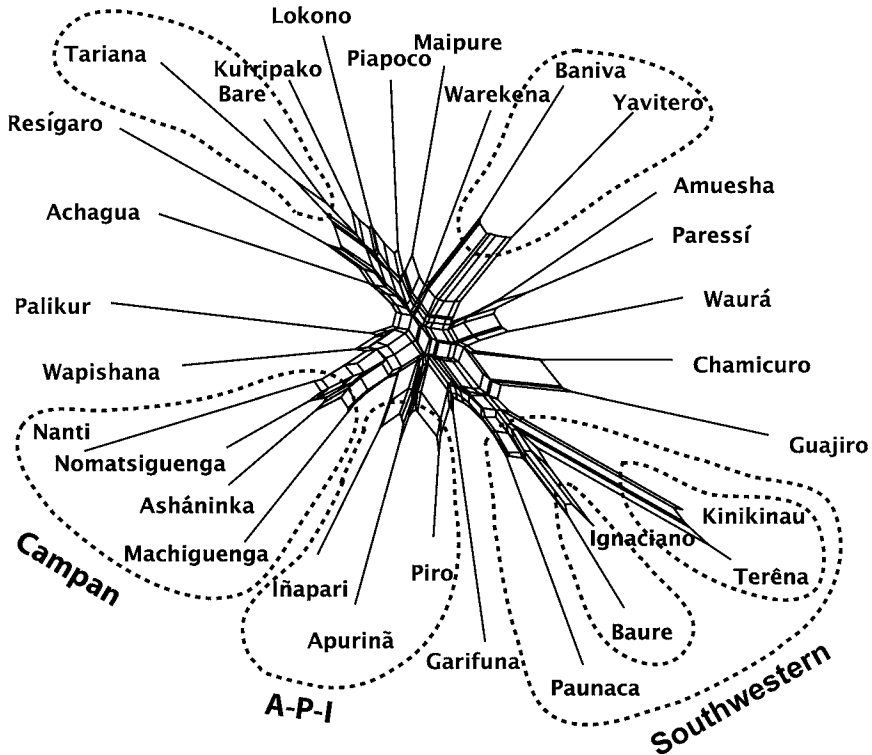 Lokono
Tariana
Kurripako
Piapoco
Maipure
Bare
Warekena
Baniva
Yavitero
Resígaro
Amuesha
Achagua
Paressí
Palikur
Waurá
Wapishana
Chamicuro
Nanti
Guajiro
Nomatsiguenga
Asháninka
Kinikinau
Ignaciano
Campan
Machiguenga
Piro
Terêna
Iñapari
Apurinã
Baure
Garifuna
Paunaca
A-P-I
Southwestern